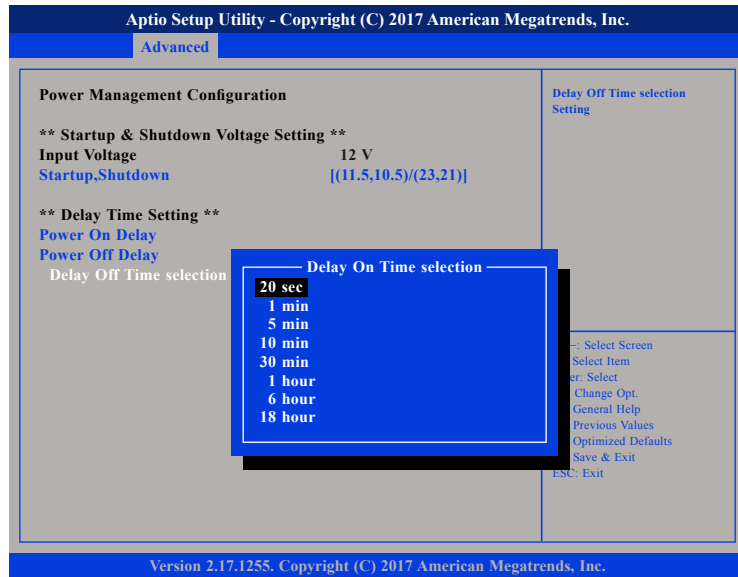 Aptio Setup Utility - Copyright (C) 2017 American Megatrends, Inc.
Advanced
Power Management Configuration
** Startup & Shutdown Voltage Setting **
Input Voltage 12 V
Startup,Shutdown [(11.5,10.5)/(23,21)]
** Delay Time Setting **
Power On Delay
Power Off Delay
Delay Off Time selection
Delay On Time selection
20 sec
1 min
5 min
10 min
30 min
1 hour
6 hour
18 hour
Delay Off Time selection
Setting
: Select Screen
Select Item
er: Select
Change Opt.
General Help
Previous Values
Optimized Defaults
Save & Exit
ESC: Exit
Version 2.17.1255. Copyright (C) 2017 American Megatrends, Inc.